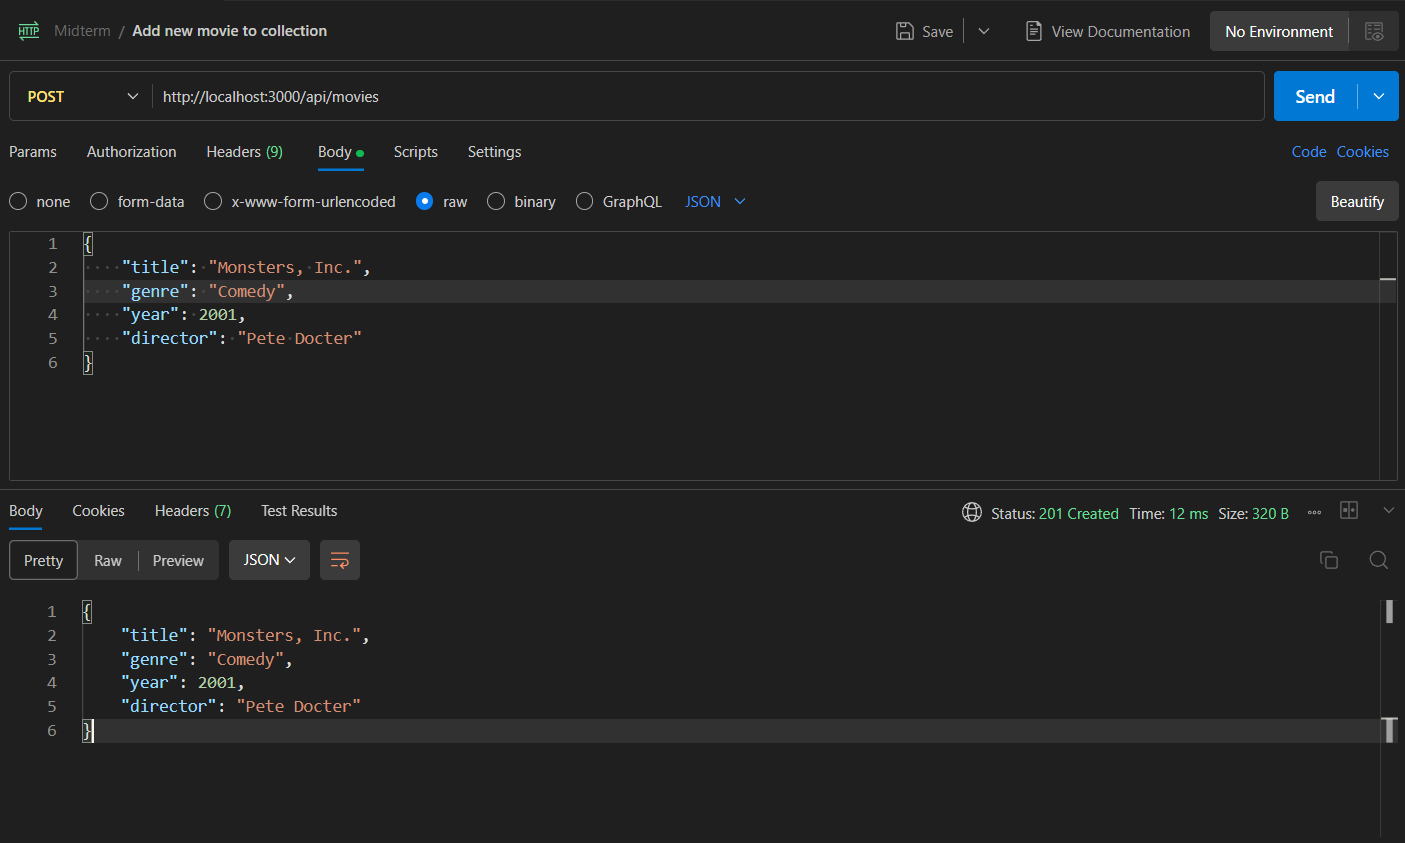 HTTP Midterm / Add new movie to collection Save View Documentation No Environment
POST http://localhost:3000/api/movies Send
Params Authorization Headers (9) Body Scripts Settings Code Cookies
none form-data x-www-form-urlencoded raw binary GraphQL JSON Beautify
1 {
2 "title": "Monsters, Inc.",
3 "genre": "Comedy",
4 "year": 2001,
5 "director": "Pete Docter"
6 }
Body Cookies Headers (7) Test Results Status: 201 Created Time: 12 ms Size: 320 B
Pretty Raw Preview JSON
1 {
2 "title": "Monsters, Inc.",
3 "genre": "Comedy",
4 "year": 2001,
5 "director": "Pete Docter"
6 }